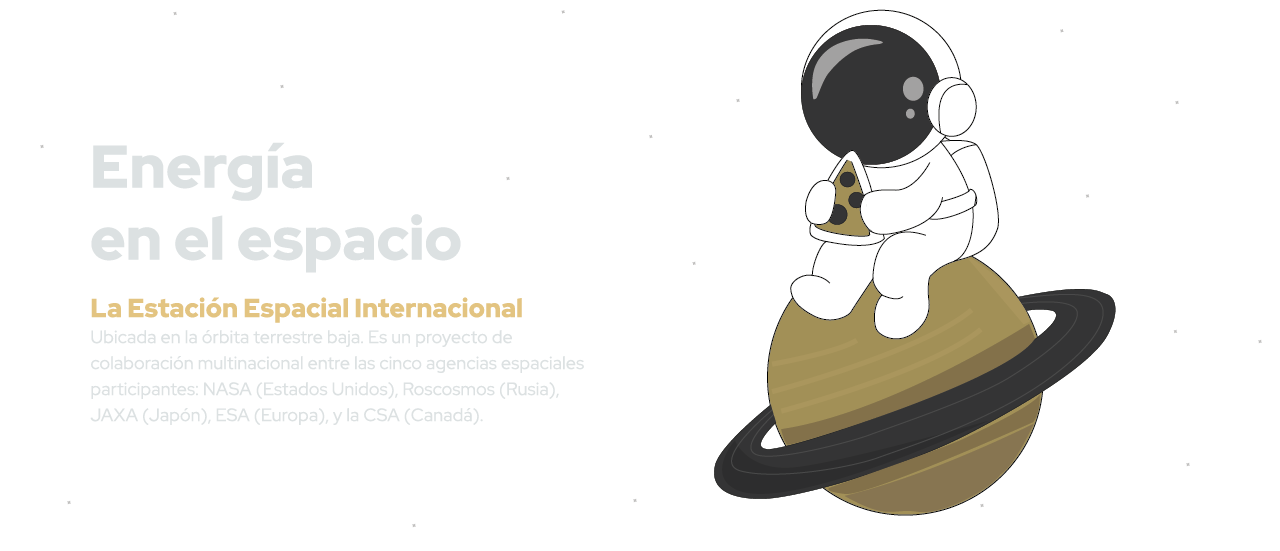 Energía
en el espacio
La Estación Espacial Internacional
Ubicada en la órbita terrestre baja. Es un proyecto de
colaboración multinacional entre las cinco agencias espaciales
participantes: NASA (Estados Unidos), Roscosmos (Rusia),
JAXA (Japón), ESA (Europa), y la CSA (Canadá).